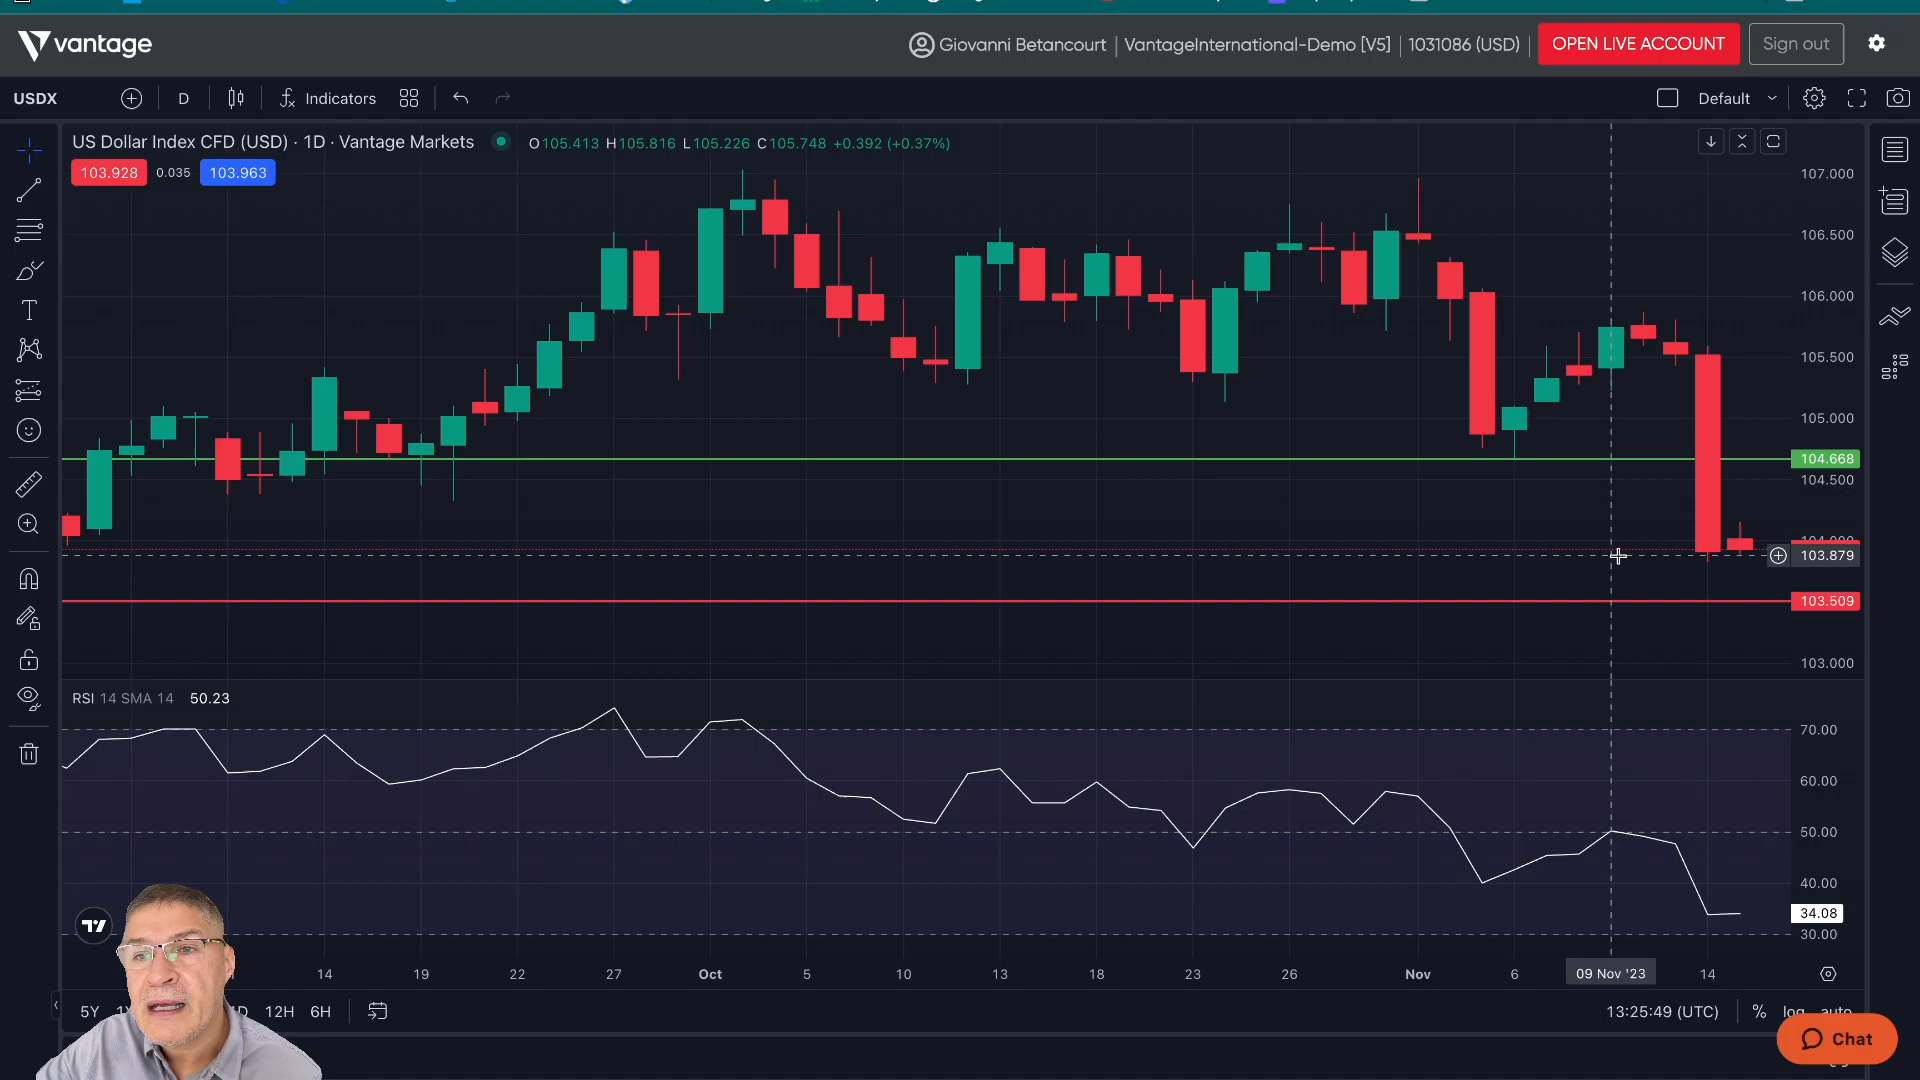 vantage
Giovanni Betancourt | VantageInternational-Demo [V5] | 1031086 (USD)
OPEN LIVE ACCOUNT
Sign out
USDX
D
Indicators
Default
US Dollar Index CFD (USD) · 1D · Vantage Markets
O105.413 H105.816 L105.226 C105.748 +0.392 (+0.37%)
103.928
0.035
103.963
107.000
106.500
106.000
105.500
105.000
104.668
104.500
103.879
103.509
103.000
RSI 14 SMA 14 50.23
70.00
60.00
50.00
40.00
34.08
30.00
14 19 22 27 Oct 5 10 13 18 23 26 Nov 6 09 Nov '23 14
5Y
12H 6H
13:25:49 (UTC)
%
log
auto
Chat